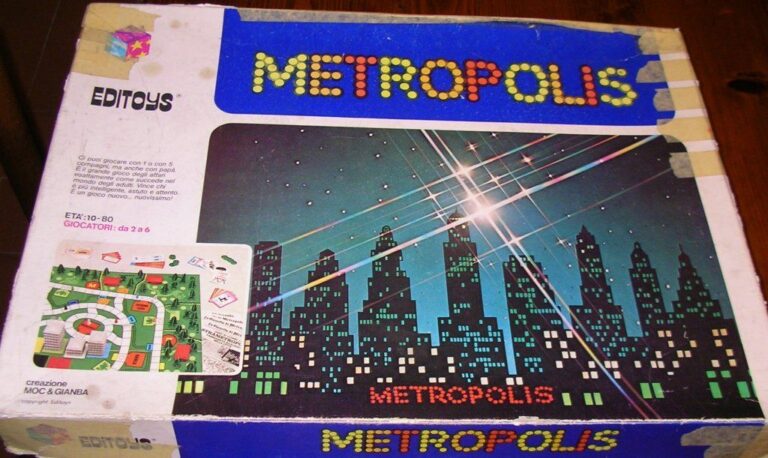 METROPOLIS
EDITOYS
Ci puoi giocare con 1 o con 5
compagni, ma anche con papà.
È il grande gioco degli affari
esattamente come succede nel
mondo degli adulti. Vince chi
è più intelligente, astuto e attento.
È un gioco nuovo... nuovissimo!
ETA': 10-80
GIOCATORI: da 2 a 6
creazione
MOC & GIANBA
copyright Editoys
METROPOLIS
EDITOYS
METROPOLIS